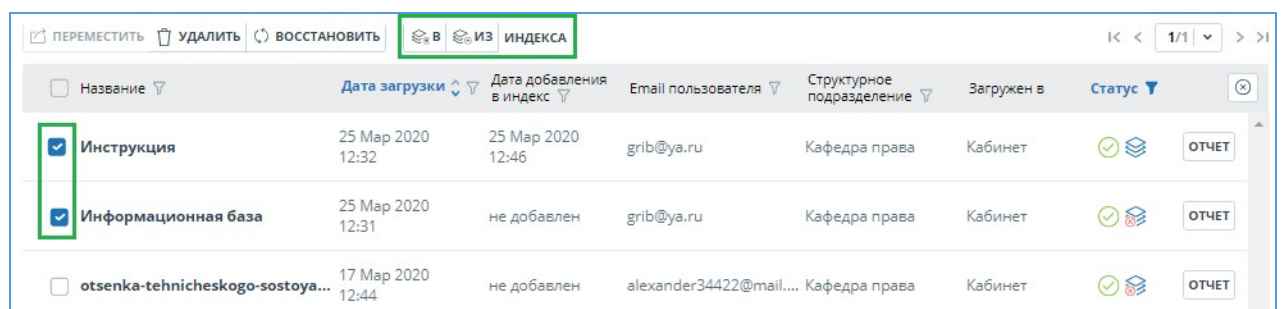 ПЕРЕМЕСТИТЬ УДАЛИТЬ ВОССТАНОВИТЬ В ИЗ ИНДЕКСА 1/1
Название Дата загрузки Дата добавления в индекс Email пользователя Структурное подразделение Загружен в Статус
Инструкция 25 Мар 2020 12:32 25 Мар 2020 12:46 grib@ya.ru Кафедра права Кабинет ОТЧЕТ
Информационная база 25 Мар 2020 12:31 не добавлен grib@ya.ru Кафедра права Кабинет ОТЧЕТ
otsenka-tehnicheskogo-sostoya... 17 Мар 2020 12:44 не добавлен alexander34422@mail.... Кафедра права Кабинет ОТЧЕТ